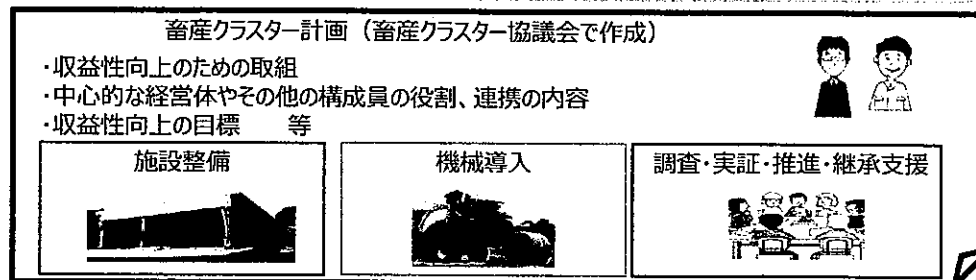 畜産クラスター計画（畜産クラスター協議会で作成）
・収益性向上のための取組
・中心的な経営体やその他の構成員の役割、連携の内容
・収益性向上の目標　　等
施設整備
機械導入
調査・実証・推進・継承支援